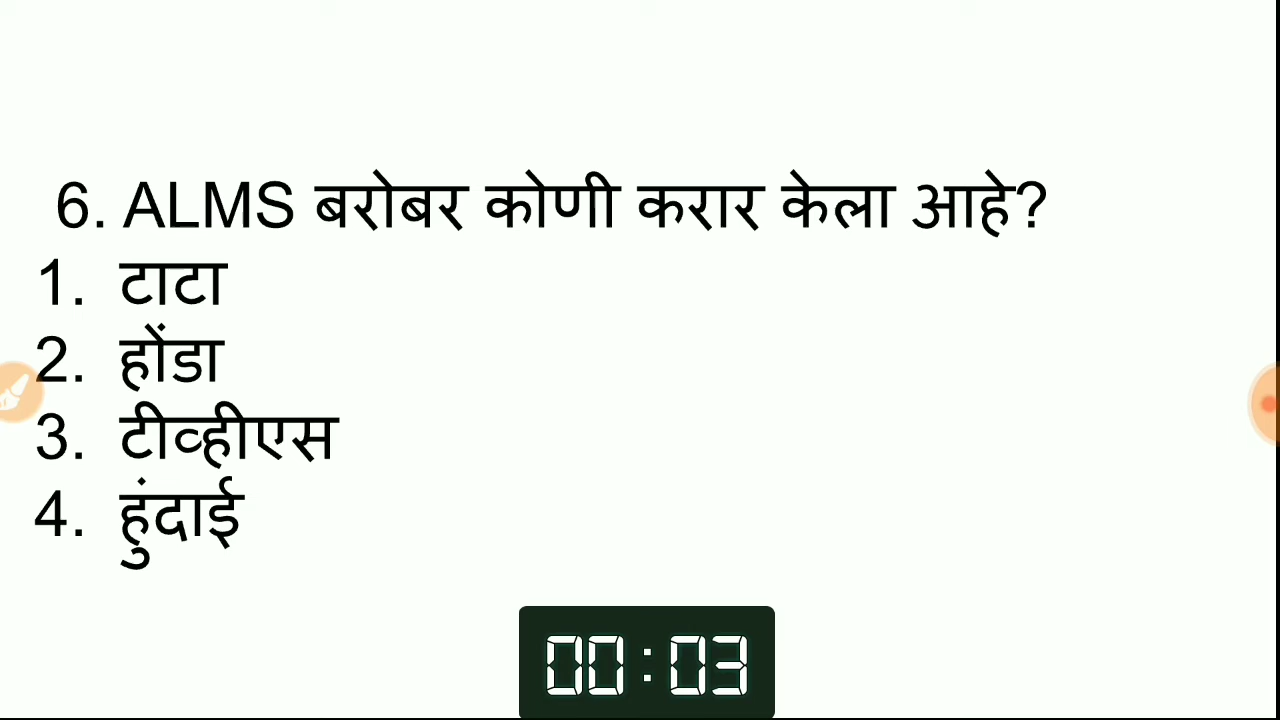 6. ALMS बरोबर कोणी करार केला आहे?
1. टाटा
2. होंडा
3. टीव्हीएस
4. हुंदाई
00:03